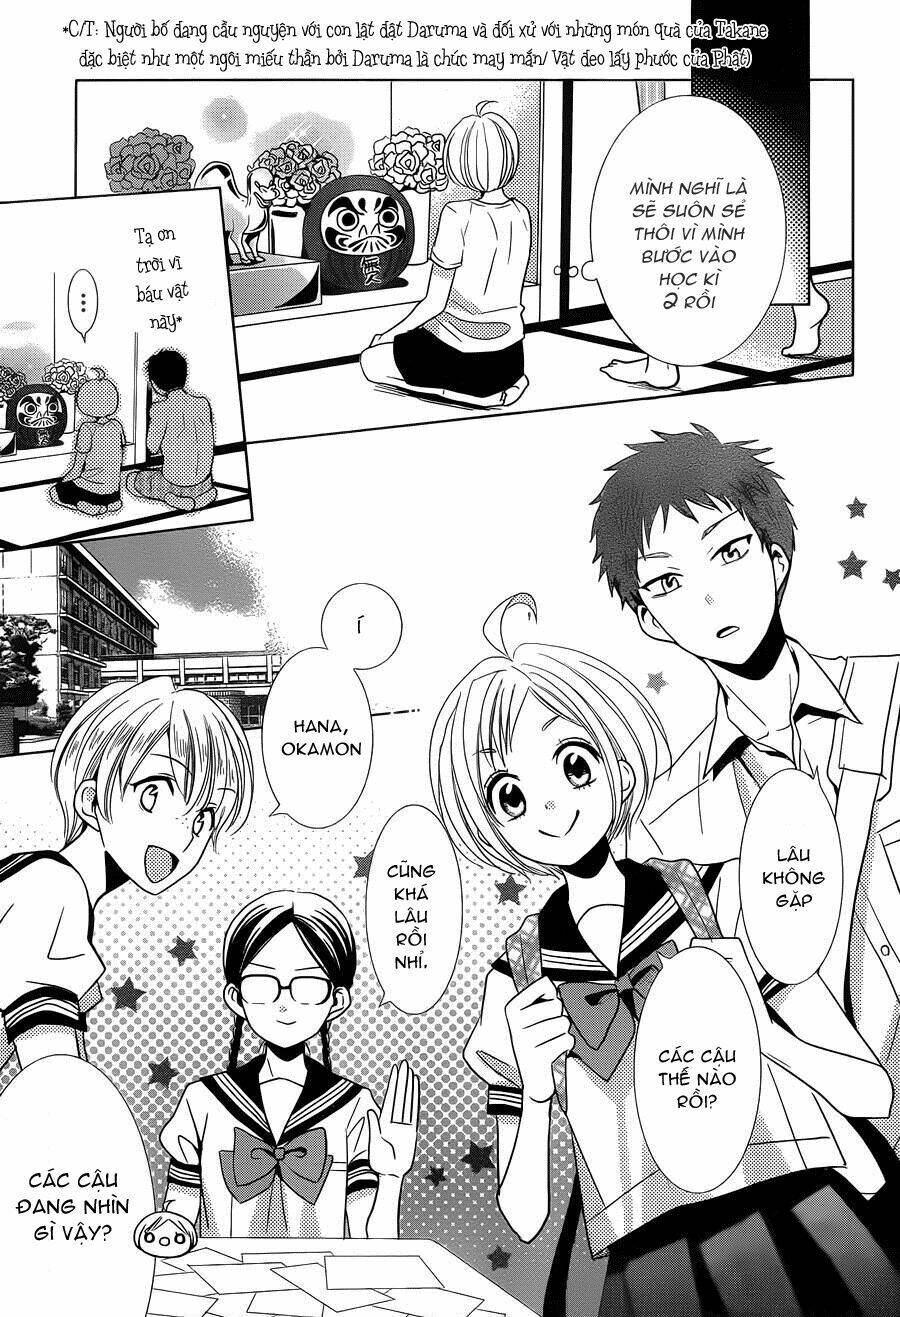 *C/T: Người bố đang cầu nguyện với con lật đật Daruma và đối xử với những món quà của Takane
đặc biệt như một ngôi miếu thần bởi Daruma là chức may mắn/ Vật đeo lấy phước của Phật)
MÌNH NGHĨ LÀ
SẼ SUÔN SẺ
THÔI VÌ MÌNH
BƯỚC VÀO
HỌC KÌ
2 RỒI
Tạ ơn
trời vì
báu vật
này*
...
Í
HANA,
OKAMON
LÂU
KHÔNG
GẶP
CŨNG
KHÁ
LÂU RỒI
NHỈ.
CÁC CẬU
THẾ NÀO
RỒI?
CÁC CẬU
ĐANG NHÌN
GÌ VẬY?